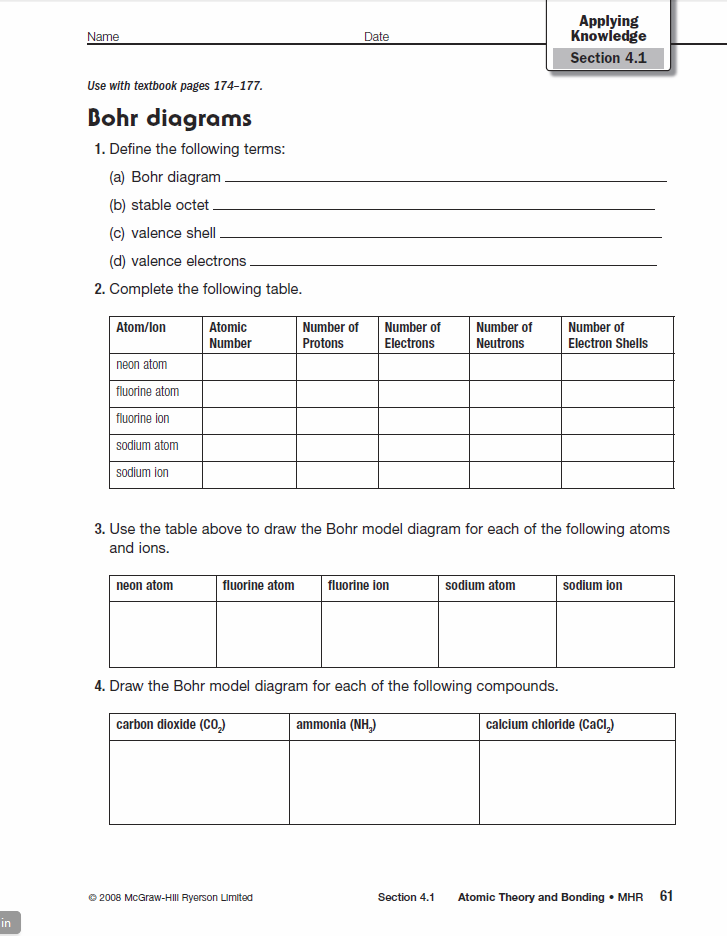 Applying
Knowledge
Name Date
Section 4.1
Use with textbook pages 174–177.
Bohr diagrams
1. Define the following terms:
(a) Bohr diagram
(b) stable octet
(c) valence shell
(d) valence electrons
2. Complete the following table.
Atom/Ion Atomic Number of Number of Number of Number of
Number Protons Electrons Neutrons Electron Shells
neon atom
fluorine atom
fluorine ion
sodium atom
sodium ion
3. Use the table above to draw the Bohr model diagram for each of the following atoms
and ions.
neon atom fluorine atom fluorine ion sodium atom sodium ion
4. Draw the Bohr model diagram for each of the following compounds.
carbon dioxide (CO₂) ammonia (NH₃) calcium chloride (CaCl₂)
© 2008 McGraw-Hill Ryerson Limited Section 4.1 Atomic Theory and Bonding • MHR 61
in